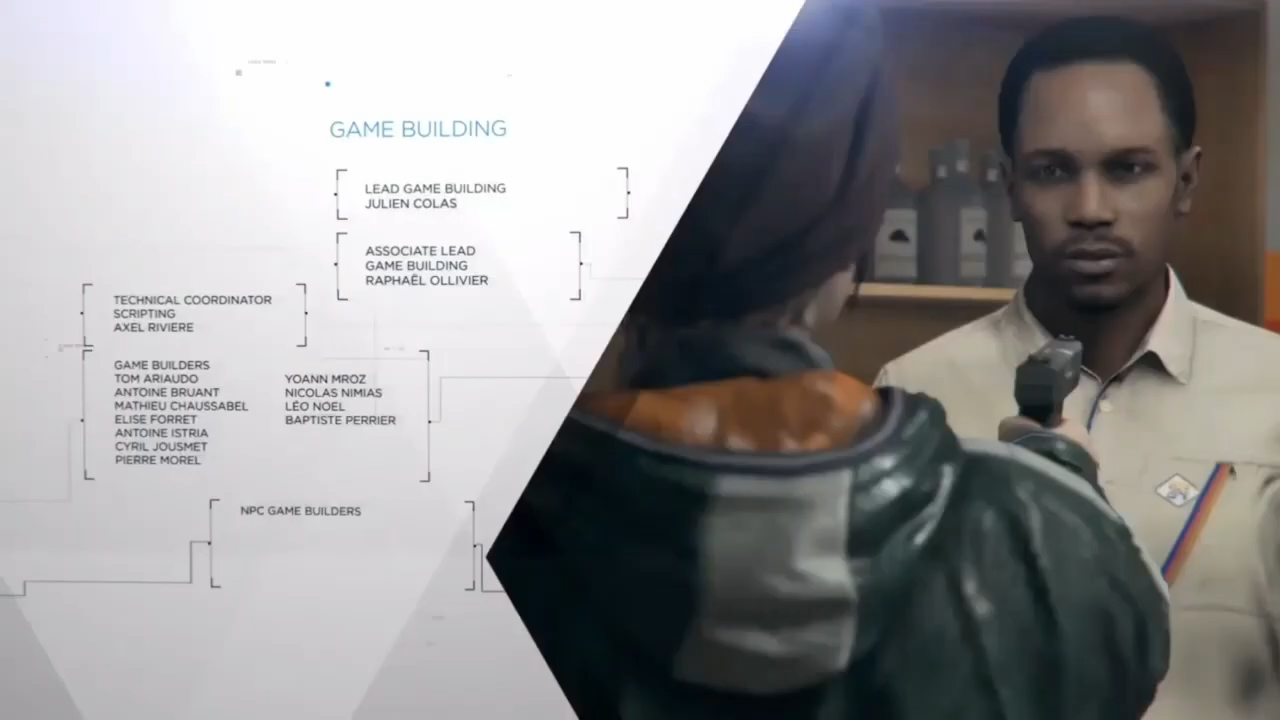 GAME BUILDING
LEAD GAME BUILDING
JULIEN COLAS
ASSOCIATE LEAD
GAME BUILDING
RAPHAËL OLLIVIER
TECHNICAL COORDINATOR
SCRIPTING
AXEL RIVIERE
GAME BUILDERS
TOM ARIAUDO
ANTOINE BRUANT
MATHIEU CHAUSSABEL
ELISE FORRET
ANTOINE ISTRIA
CYRIL JOUSMET
PIERRE MOREL
YOANN MROZ
NICOLAS NIMIAS
LÉO NOEL
BAPTISTE PERRIER
NPC GAME BUILDERS